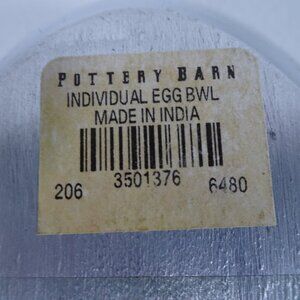 POTTERY BARN
INDIVIDUAL EGG BWL
MADE IN INDIA
3501376
206 6480